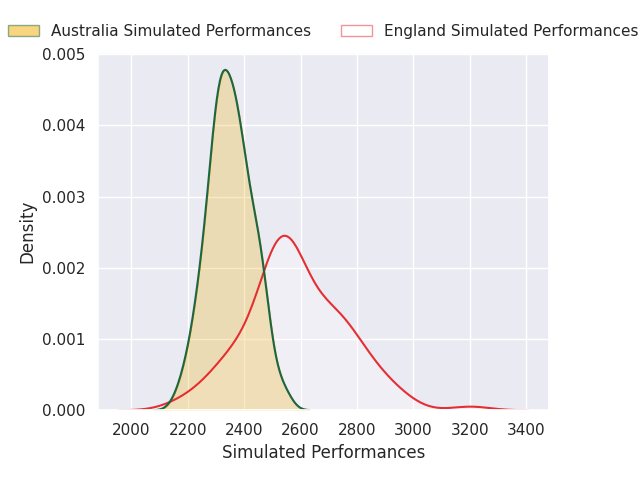 Australia Simulated Performances England Simulated Performances
0.005
0.004
0.003
0.002
0.001
0.000
Density
2000 2200 2400 2600 2800 3000 3200 3400
Simulated Performances